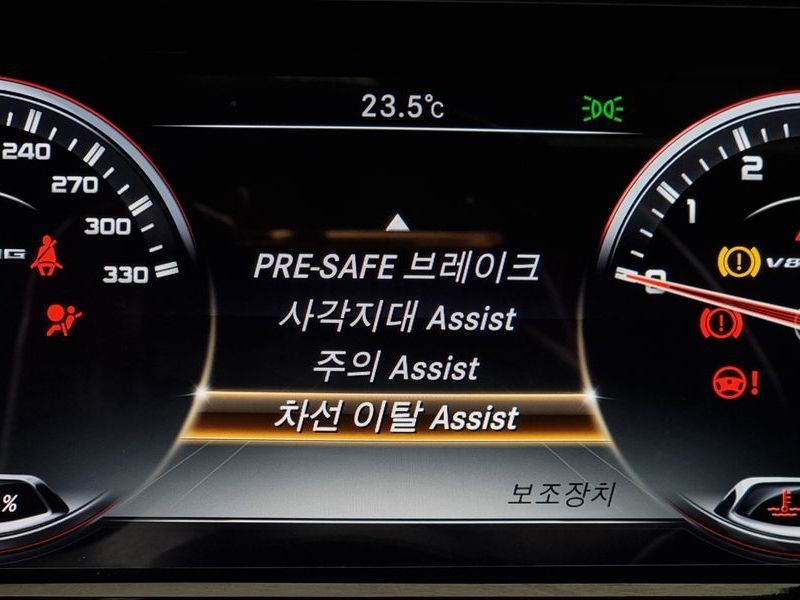 23.5℃
240
270
300
330
2
1
0
PRE-SAFE 브레이크
사각지대 Assist
주의 Assist
차선 이탈 Assist
보조장치
%